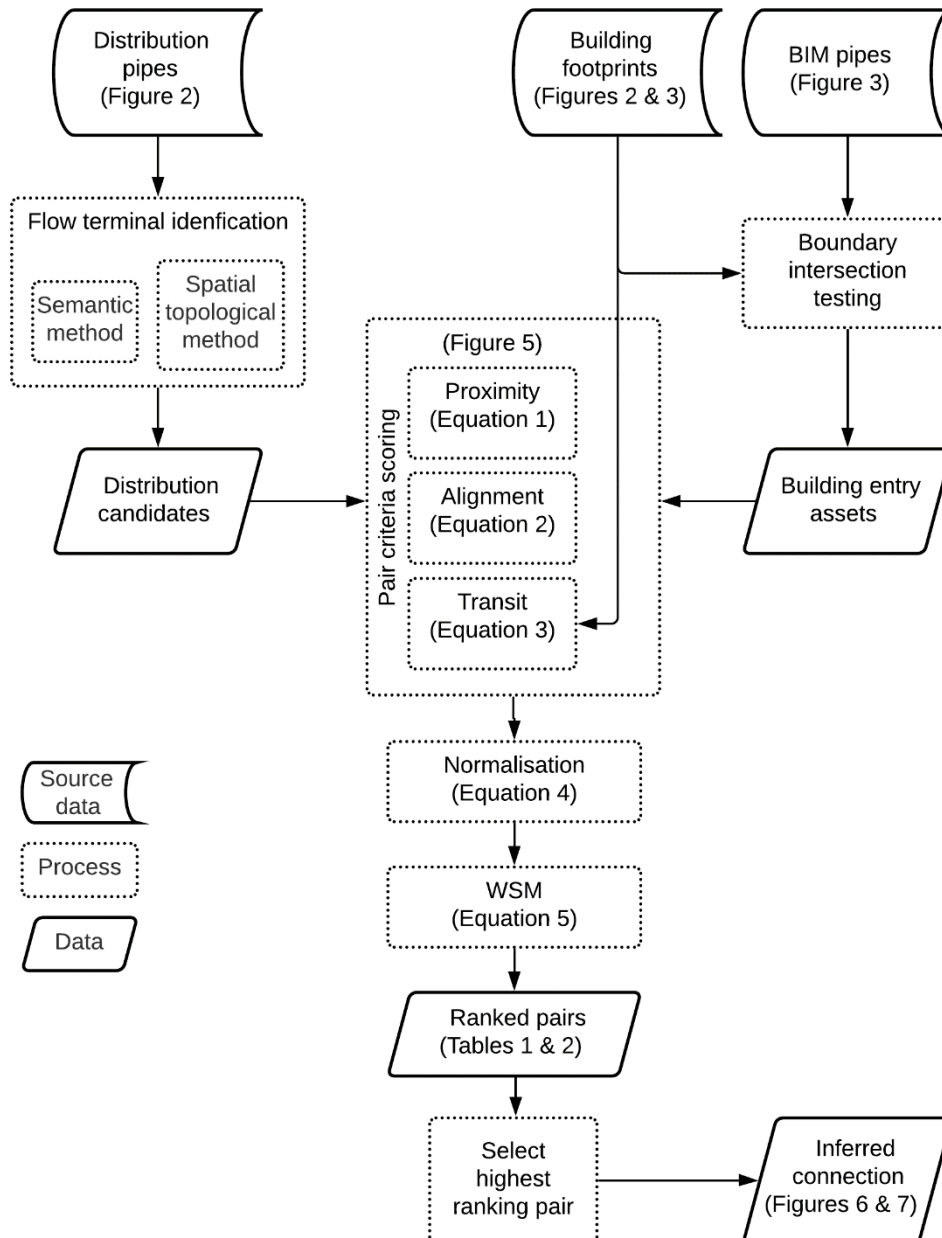 Distribution
pipes
(Figure 2)
Building
footprints
(Figures 2 & 3)
BIM pipes
(Figure 3)
Flow terminal idenfication
Semantic
method
Spatial
topological
method
Boundary
intersection
testing
Distribution
candidates
Pair criteria scoring
(Figure 5)
Proximity
(Equation 1)
Alignment
(Equation 2)
Transit
(Equation 3)
Building entry
assets
Normalisation
(Equation 4)
WSM
(Equation 5)
Ranked pairs
(Tables 1 & 2)
Select
highest
ranking pair
Inferred
connection
(Figures 6 & 7)
Source
data
Process
Data